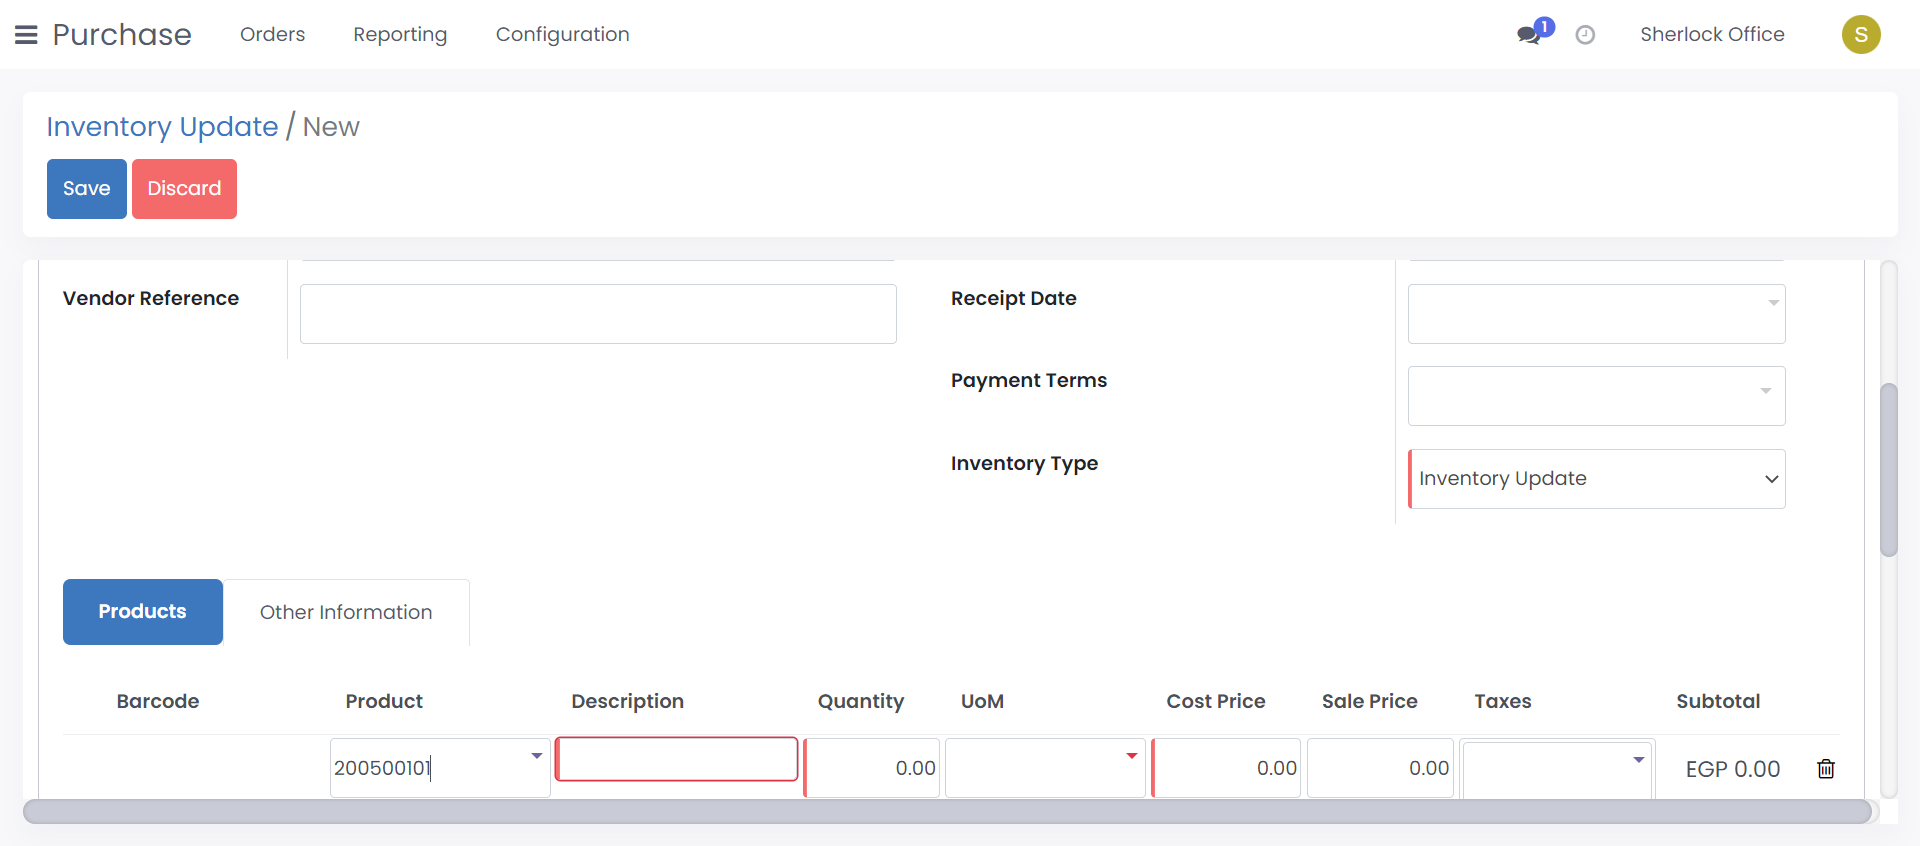 Purchase Orders Reporting Configuration 1 Sherlock Office S
Inventory Update / New
Save Discard
Vendor Reference Receipt Date
Payment Terms
Inventory Type Inventory Update
Products Other Information
Barcode Product Description Quantity UoM Cost Price Sale Price Taxes Subtotal
200500101 0.00 0.00 0.00 EGP 0.00